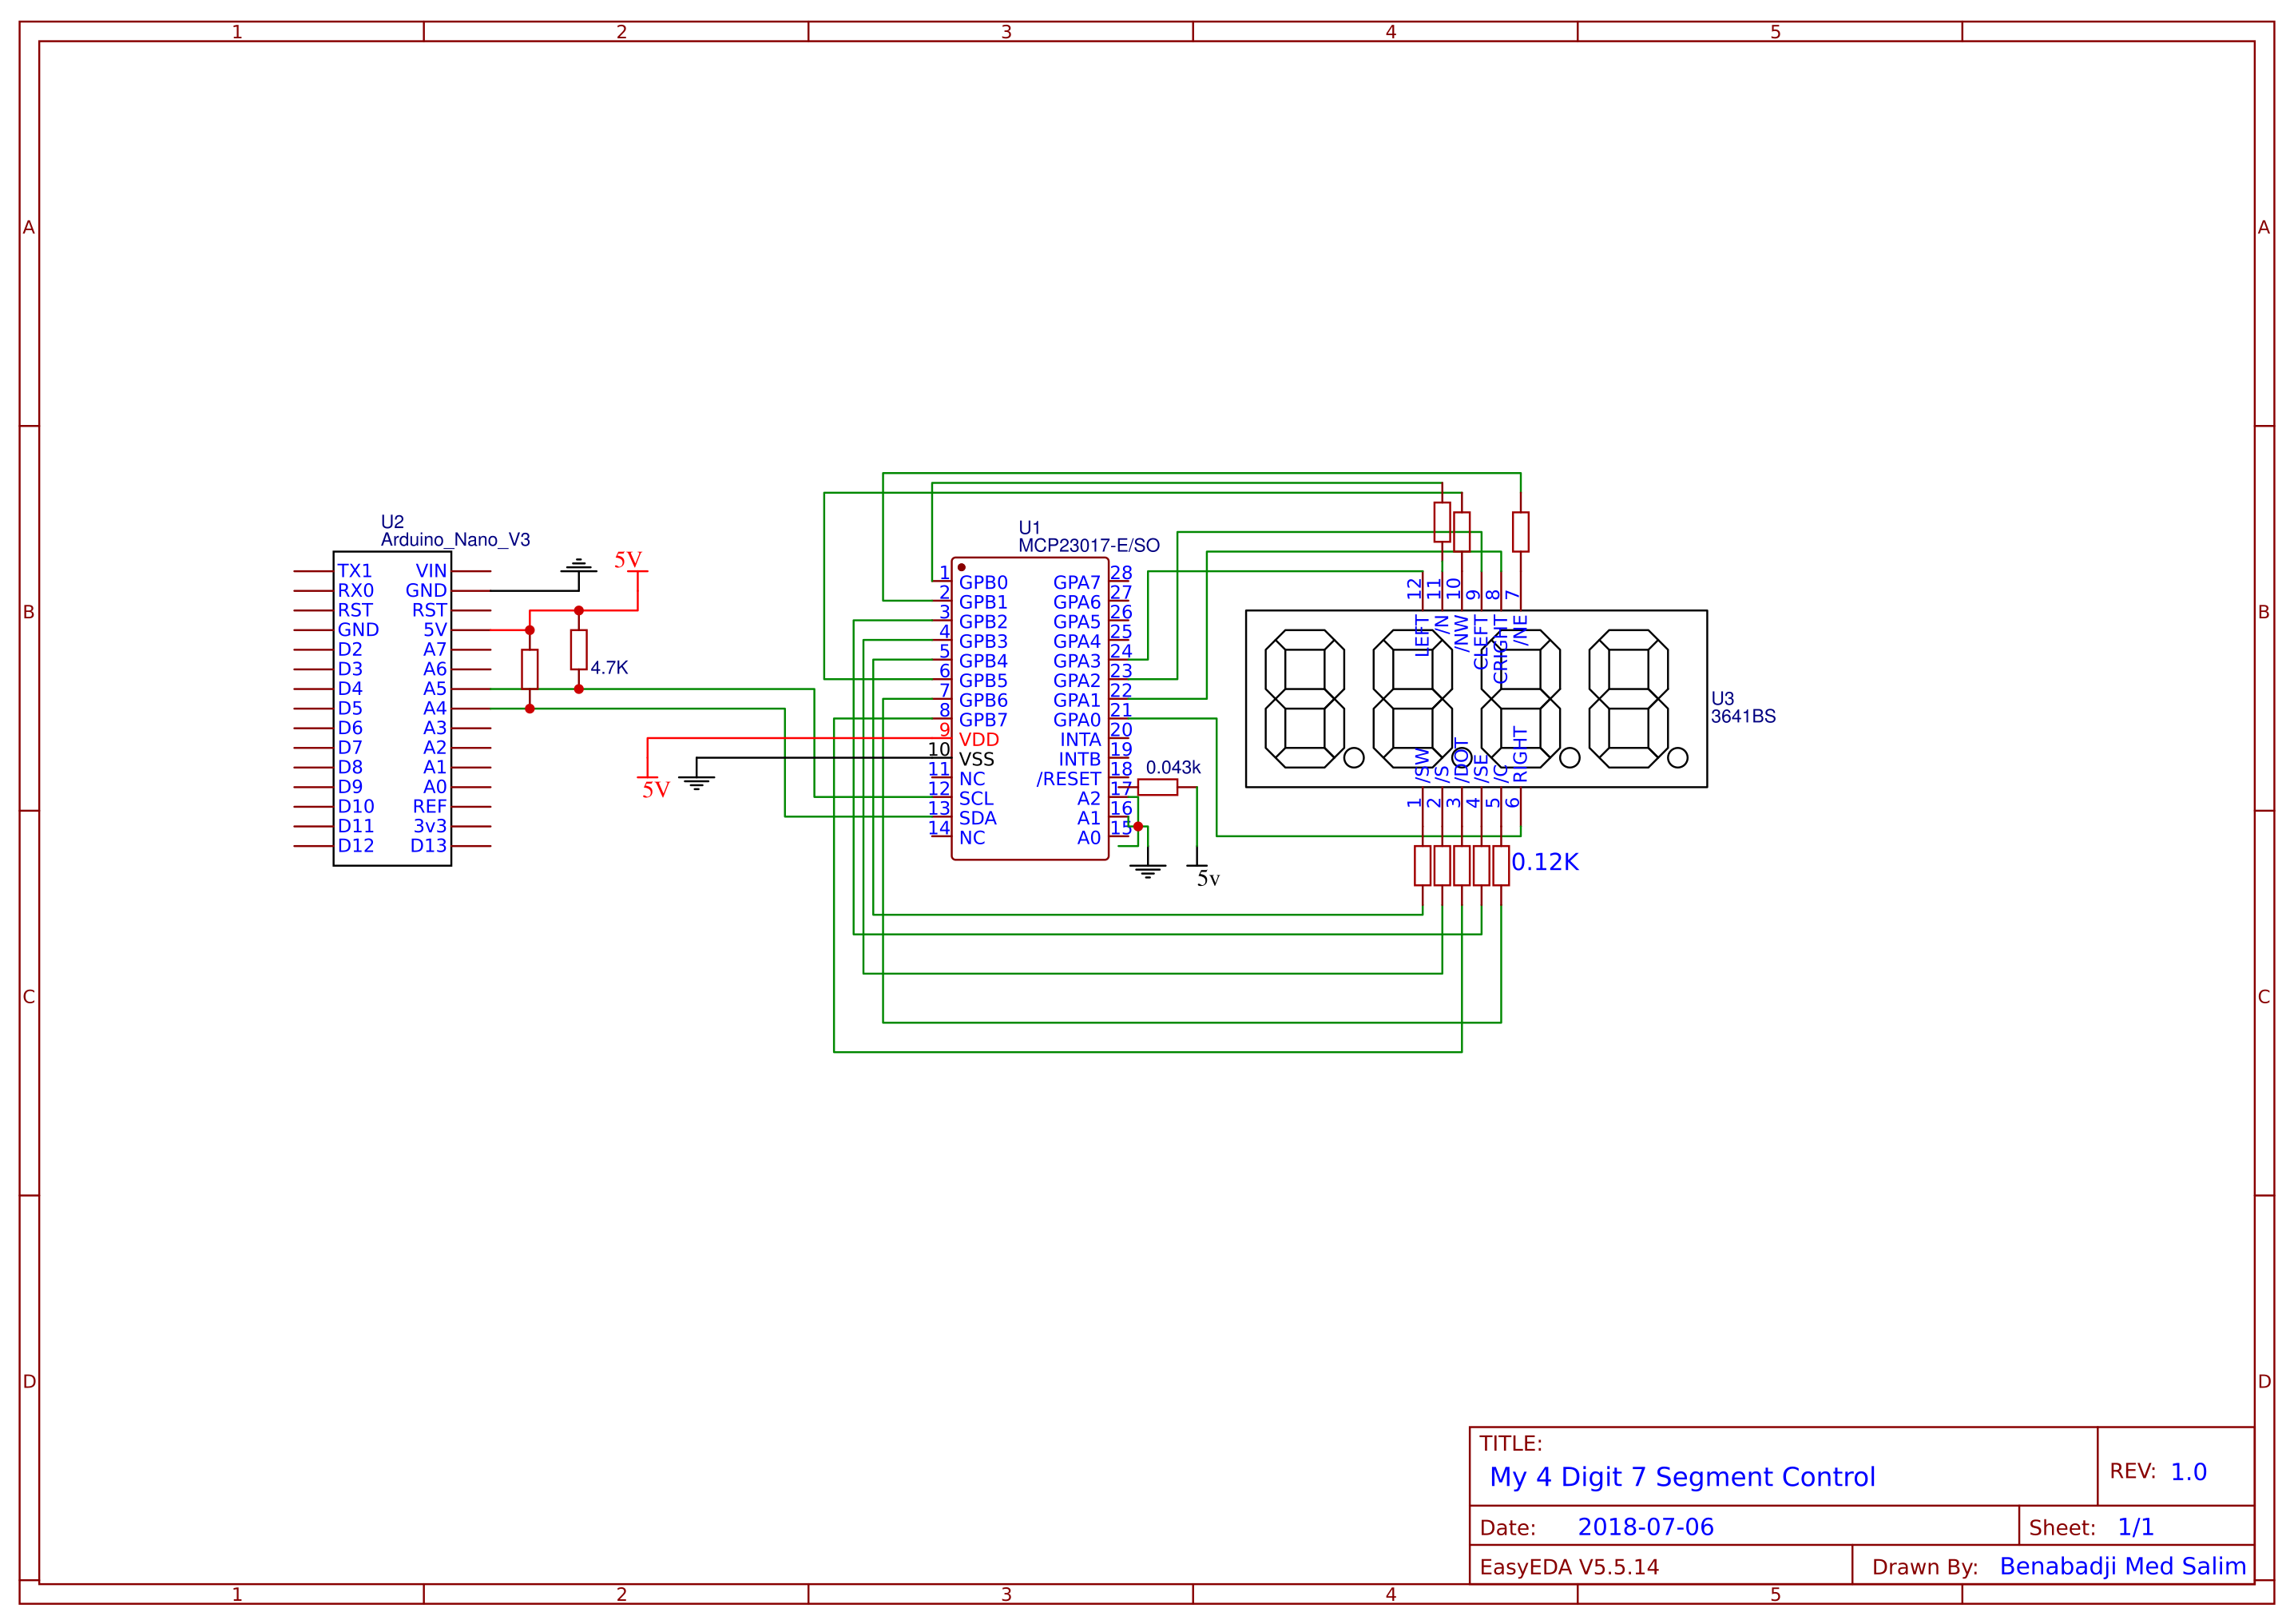 1 2 3 4 5
A A
B B
C C
D D
U2
Arduino_Nano_V3
TX1 VIN
RX0 GND
RST RST
GND 5V
D2 A7
D3 A6
D4 A5
D5 A4
D6 A3
D7 A2
D8 A1
D9 A0
D10 REF
D11 3v3
D12 D13
5V
4.7K
5V
U1
MCP23017-E/SO
1 GPB0 GPA7 28
2 GPB1 GPA6 27
3 GPB2 GPA5 26
4 GPB3 GPA4 25
5 GPB4 GPA3 24
6 GPB5 GPA2 23
7 GPB6 GPA1 22
8 GPB7 GPA0 21
9 VDD INTA 20
10 VSS INTB 19
11 NC /RESET 18
12 SCL A2 17
13 SDA A1 16
14 NC A0 15
0.043k
5v
12 11 10 9 8 7
LEFT /N /NW CLEFT CRIGHT /NE
/SW /S /DOT /SE /C RIGHT
1 2 3 4 5 6
U3
3641BS
0.12K
TITLE:
My 4 Digit 7 Segment Control
REV: 1.0
Date: 2018-07-06
Sheet: 1/1
EasyEDA V5.5.14
Drawn By: Benabadji Med Salim
1 2 3 4 5